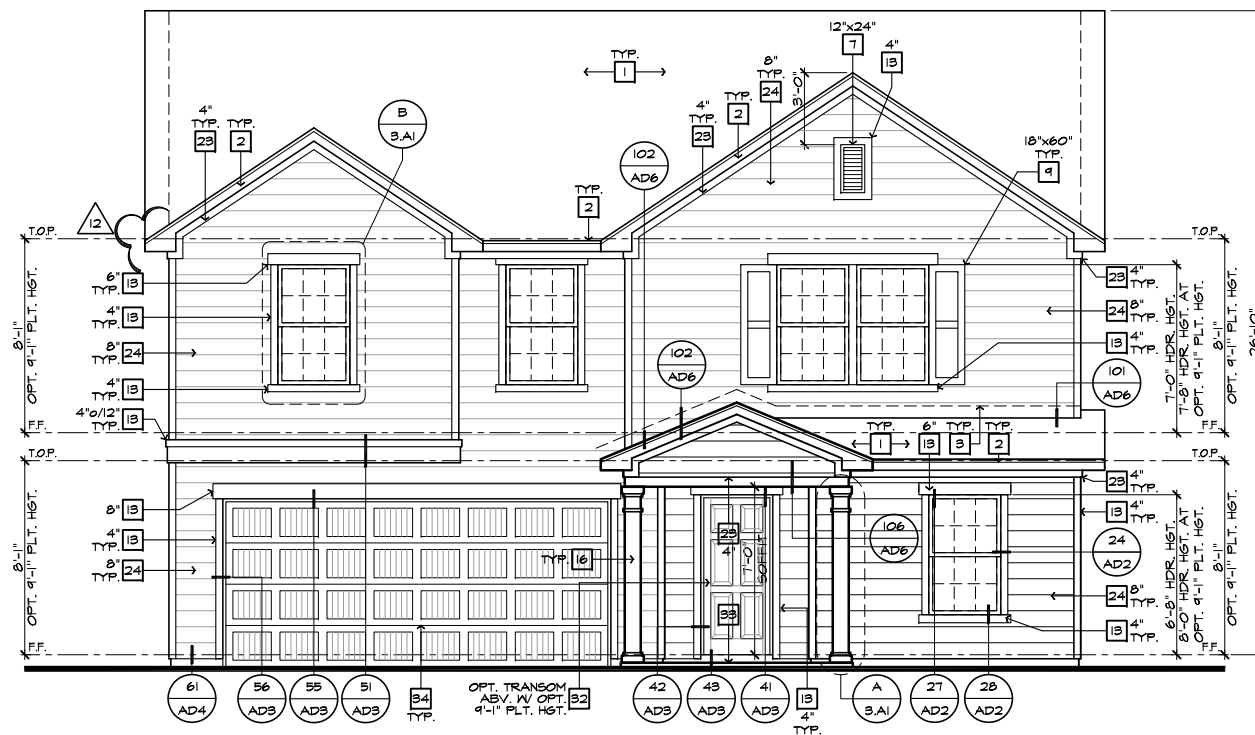 12"x24"
7
4"
13
TYP.
1
8"
TYP.
24
3'-0"
4"
TYP.
23
TYP.
2
B
3.A1
4"
TYP.
23
TYP.
2
18"x60"
TYP.
9
102
AD6
TYP.
2
12
T.O.P.
T.O.P.
6"
TYP. 13
4"
TYP. 13
8"
TYP. 24
4"
TYP. 13
4"o/12"
TYP. 13
8'-1"
OPT. 9'-1" PLT. HGT.
23 4"
TYP.
24 8"
TYP.
13 4"
TYP.
7'-0" HDR. HGT.
7'-8" HDR. HGT. AT
OPT. 9'-1" PLT. HGT.
8'-1"
OPT. 9'-1" PLT. HGT.
26'-10"
102
AD6
101
AD6
F.F.
F.F.
T.O.P.
T.O.P.
TYP.
1
6"
13
TYP.
3
TYP.
2
8" 13
4"
TYP. 13
8"
TYP. 24
8'-1"
OPT. 9'-1" PLT. HGT.
TYP. 16
23
4"
7'-0"
SOFFIT
33
106
AD6
23 4"
TYP.
13 4"
TYP.
24
AD2
24 8"
TYP.
13 4"
TYP.
6'-8" HDR. HGT.
8'-0" HDR. HGT. AT
OPT. 9'-1" PLT. HGT.
8'-1"
OPT. 9'-1" PLT. HGT.
F.F.
F.F.
61
AD4
56
AD3
55
AD3
51
AD3
34
TYP.
OPT. TRANSOM
ABV. W/ OPT. 32
9'-1" PLT. HGT.
42
AD3
43
AD3
41
AD3
13
4"
TYP.
A
3.A1
27
AD2
28
AD2